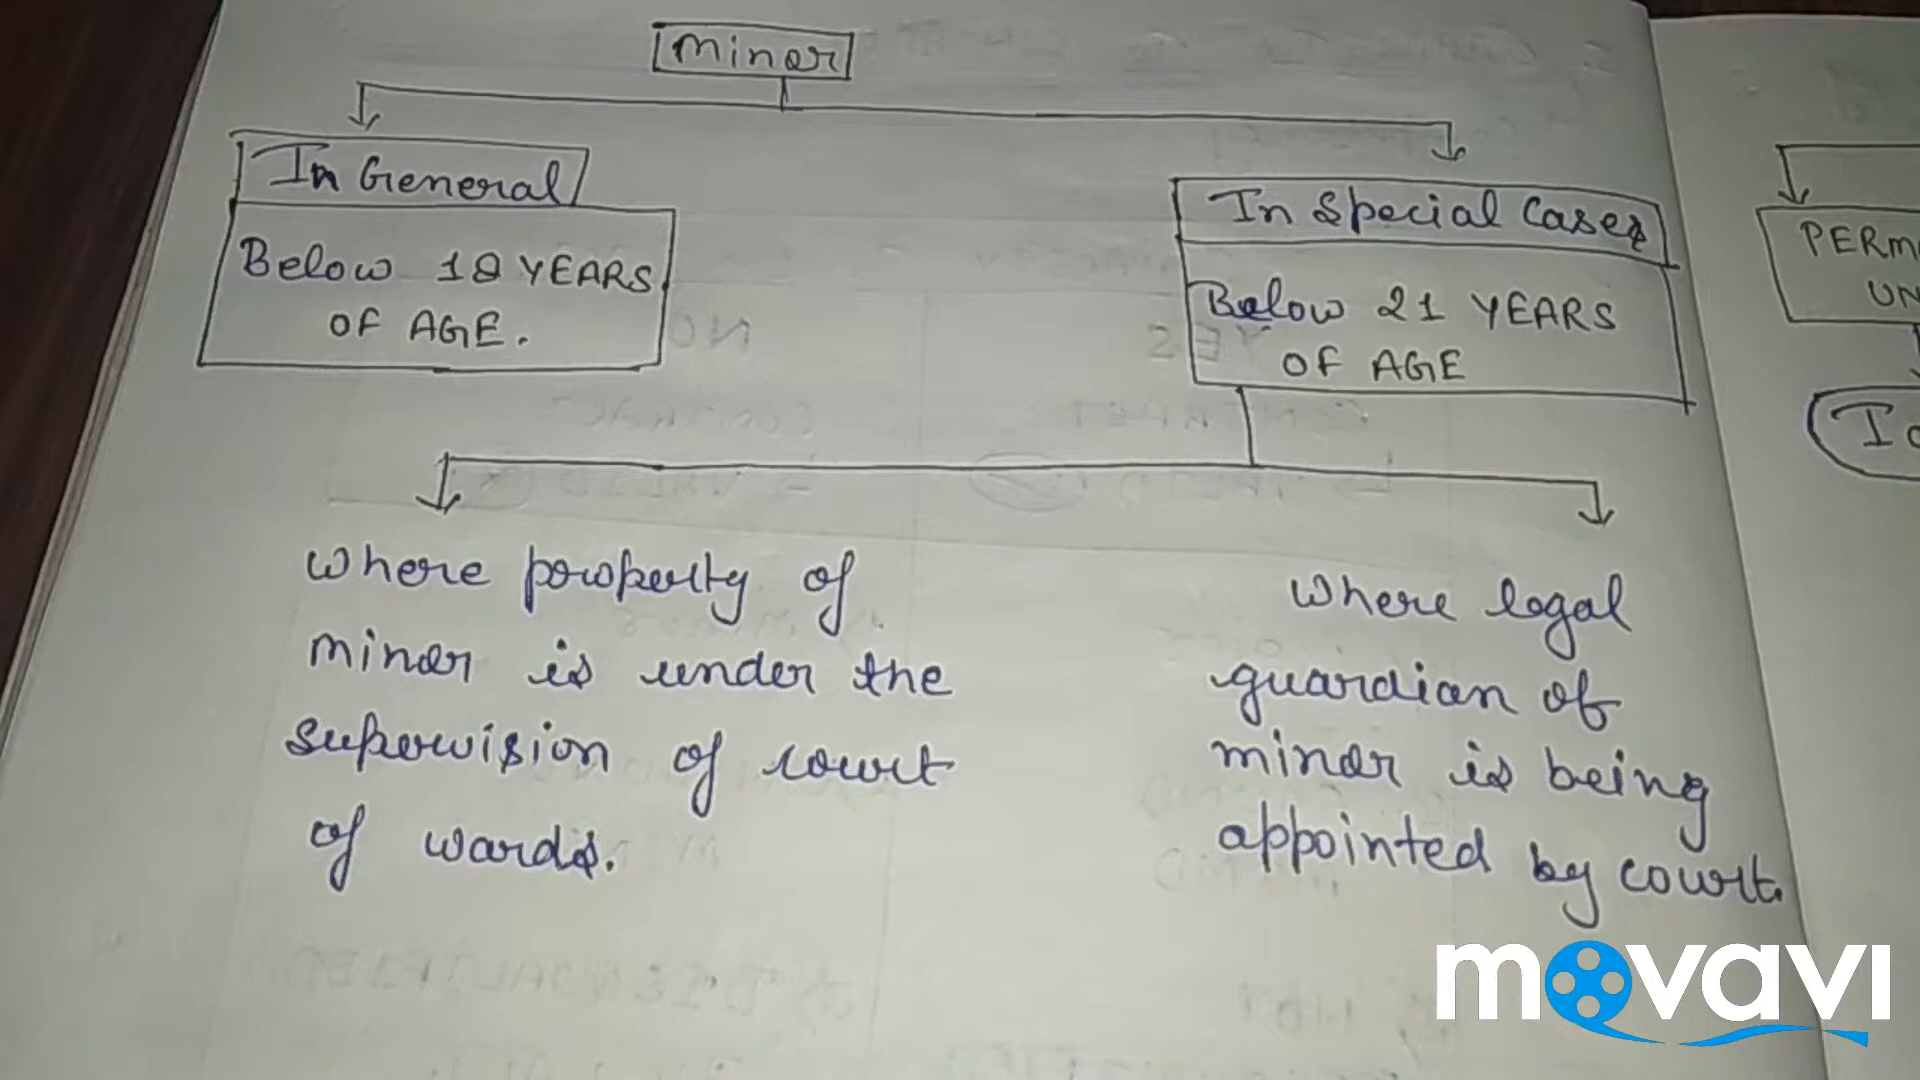 Minor
In General
Below 18 YEARS
OF AGE.
In Special Cases
Below 21 YEARS
OF AGE
where property of
minor is under the
supervision of court
of wards.
where legal
guardian of
minor is being
appointed by court.
movavi